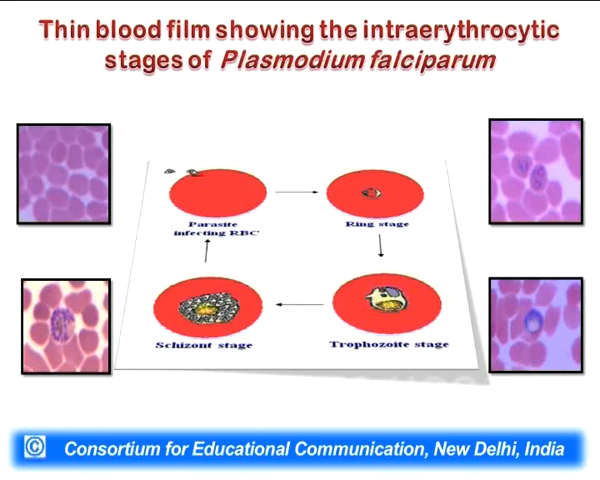 Thin blood film showing the intraerythrocytic
stages of Plasmodium falciparum
Parasite
infecting RBC
Ring stage
Schizont stage
Trophozoite stage
© Consortium for Educational Communication, New Delhi, India